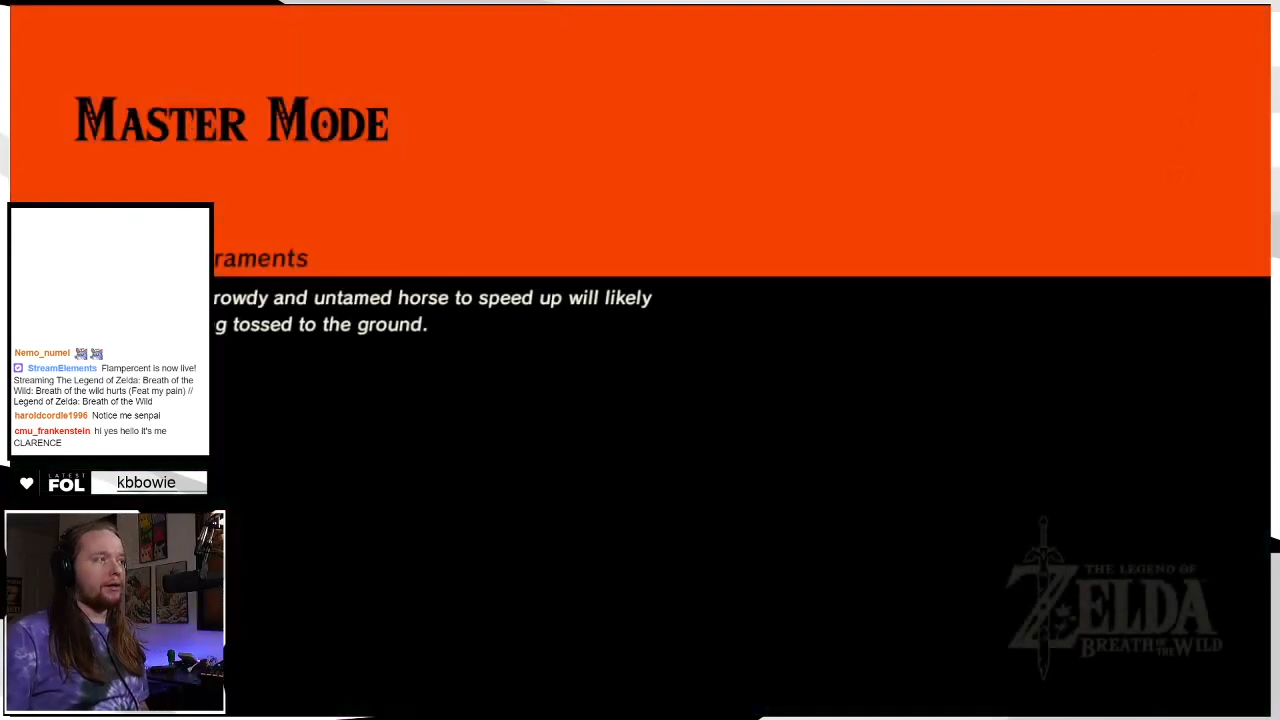 MASTER MODE
raments
rowdy and untamed horse to speed up will likely
g tossed to the ground.
Nemo_numel
StreamElements Flampercent is now live!
Streaming The Legend of Zelda: Breath of the
Wild: Breath of the wild hurts (Feat my pain) //
Legend of Zelda: Breath of the Wild
haroldcordle1996 Notice me senpai
cmu_frankenstein hi yes hello it's me
CLARENCE
LATEST
FOL
kbbowie
THE LEGEND OF
ZELDA
BREATH OF THE WILD